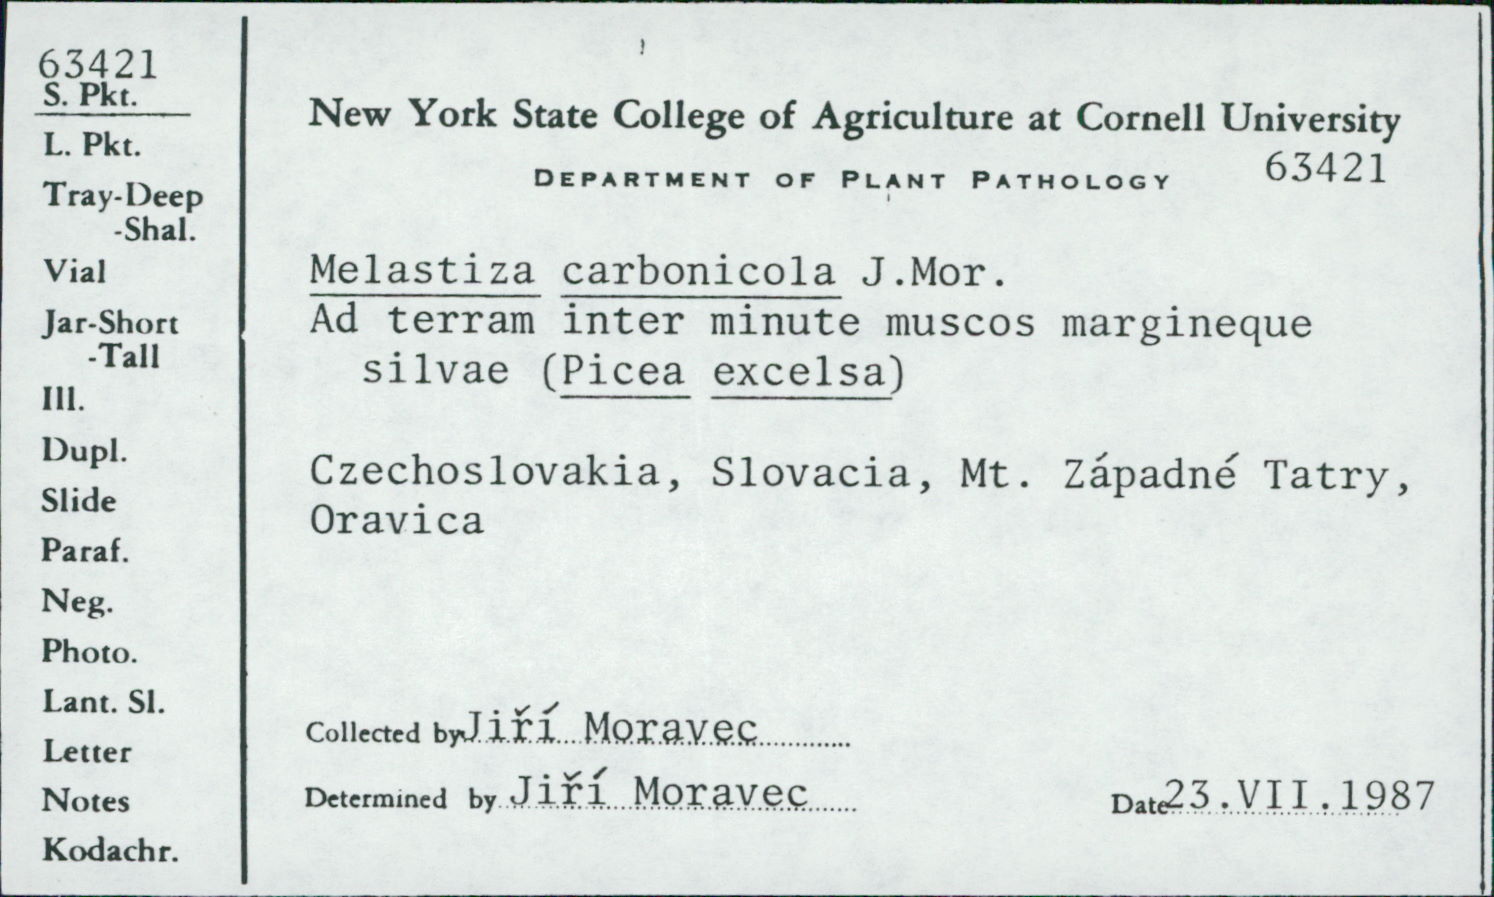 63421
S. Pkt.
L. Pkt.
Tray-Deep
-Shal.
Vial
Jar-Short
-Tall
Ill.
Dupl.
Slide
Paraf.
Neg.
Photo.
Lant. Sl.
Letter
Notes
Kodachr.
New York State College of Agriculture at Cornell University
DEPARTMENT OF PLANT PATHOLOGY 63421
Melastiza carbonicola J.Mor.
Ad terram inter minute muscos margineque
silvae (Picea excelsa)
Czechoslovakia, Slovacia, Mt. Západné Tatry,
Oravica
Collected by Jiří Moravec
Determined by Jiří Moravec Date 23.VII.1987